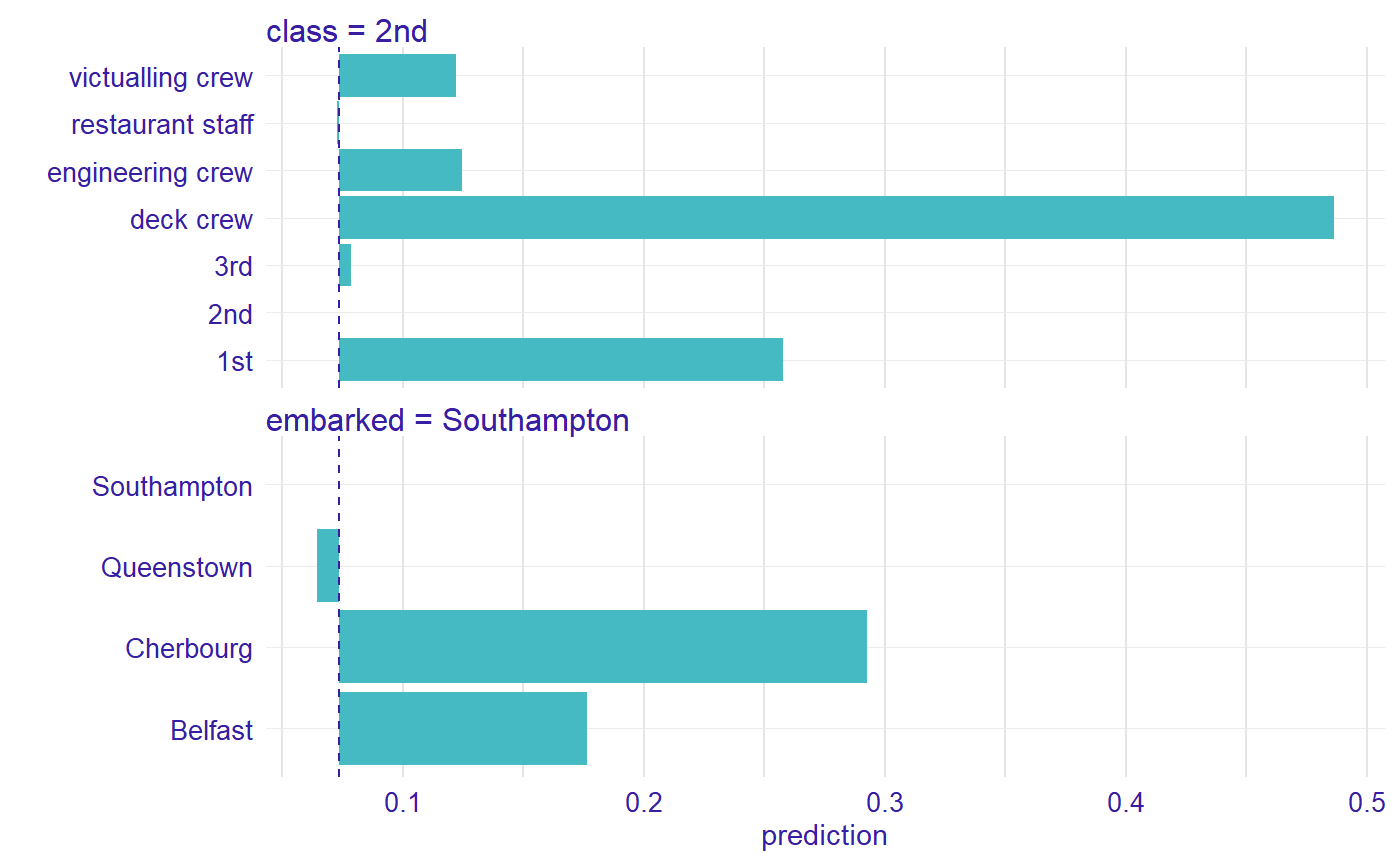 class = 2nd
victualling crew
restaurant staff
engineering crew
deck crew
3rd
2nd
1st
embarked = Southampton
Southampton
Queenstown
Cherbourg
Belfast
0.1 0.2 0.3 0.4 0.5
prediction